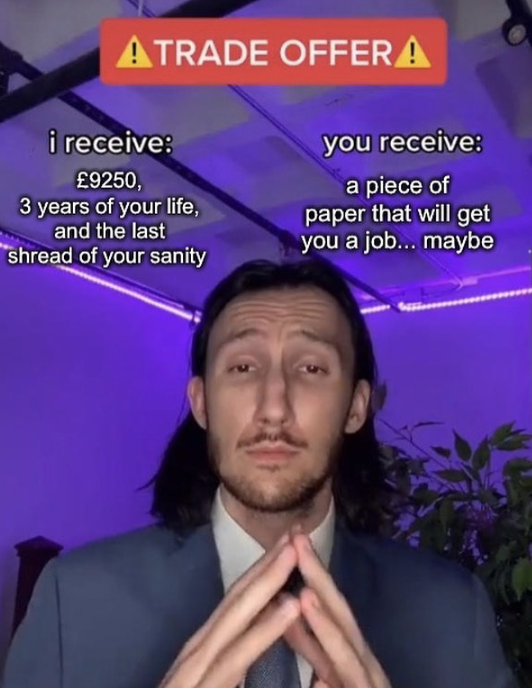 ⚠️TRADE OFFER⚠️
i receive:
£9250,
3 years of your life,
and the last
shread of your sanity
you receive:
a piece of
paper that will get
you a job... maybe